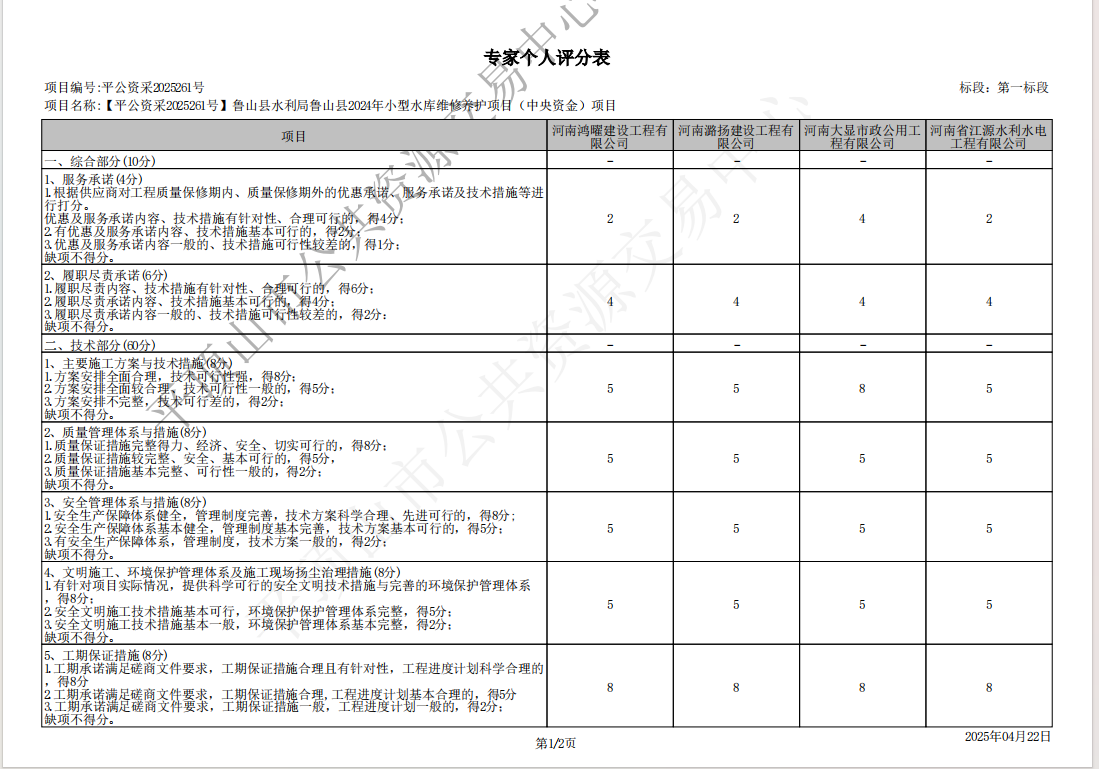 专家个人评分表
项目编号:平公资采2025261号
标段: 第一标段
项目名称:【平公资采2025261号】鲁山县水利局鲁山县2024年小型水库维修养护项目（中央资金）项目
项目 河南鸿曜建设工程有限公司 河南潞扬建设工程有限公司 河南大显市政公用工程有限公司 河南省江源水利水电工程有限公司
一、综合部分(10分) – – – –
1、服务承诺(4分)
1.根据供应商对工程质量保修期内、质量保修期外的优惠承诺、服务承诺及技术措施等进
行打分。
优惠及服务承诺内容、技术措施有针对性、合理可行的，得4分；
2.有优惠及服务承诺内容、技术措施基本可行的，得2分；
3.优惠及服务承诺内容一般的、技术措施可行性较差的，得1分；
缺项不得分。
2 2 4 2
2、履职尽责承诺(6分)
1.履职尽责内容、技术措施有针对性、合理可行的，得6分；
2.履职尽责承诺内容、技术措施基本可行的，得4分；
3.履职尽责承诺内容一般的、技术措施可行性较差的，得2分；
缺项不得分。
4 4 4 4
二、技术部分(60分) – – – –
1、主要施工方案与技术措施(8分)
1.方案安排全面合理，技术可行性强，得8分；
2.方案安排全面较合理、技术可行性一般的，得5分；
3.方案安排不完整，技术可行差的，得2分；
缺项不得分。
5 5 8 5
2、质量管理体系与措施(8分)
1.质量保证措施完整得力、经济、安全、切实可行的，得8分；
2.质量保证措施较完整、安全、基本可行的，得5分，
3.质量保证措施基本完整、可行性一般的，得2分；
缺项不得分。
5 5 5 5
3、安全管理体系与措施(8分)
1.安全生产保障体系健全，管理制度完善，技术方案科学合理、先进可行的，得8分；
2.安全生产保障体系基本健全，管理制度基本完善，技术方案基本可行的，得5分；
3.有安全生产保障体系，管理制度，技术方案一般的，得2分；
缺项不得分。
5 5 5 5
4、文明施工、环境保护管理体系及施工现场扬尘治理措施(8分)
1.有针对项目实际情况，提供科学可行的安全文明技术措施与完善的环境保护管理体系
，得8分；
2.安全文明施工技术措施基本可行，环境保护保护管理体系完整，得5分；
3.安全文明施工技术措施基本一般，环境保护管理体系基本完整，得2分；
缺项不得分。
5 5 5 5
5、工期保证措施(8分)
1.工期承诺满足磋商文件要求，工期保证措施合理且有针对性，工程进度计划科学合理的
，得8分
2.工期承诺满足磋商文件要求，工期保证措施合理,工程进度计划基本合理的，得5分
3.工期承诺满足磋商文件要求，工期保证措施一般，工程进度计划一般的，得2分；
缺项不得分。
8 8 8 8
第1/2页
2025年04月22日
平顶山市公共资源交易中心
平顶山市公共资源交易中心